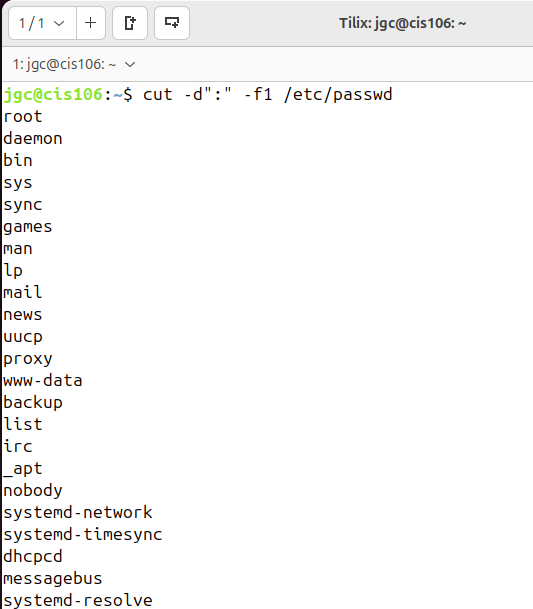 1 / 1
Tilix: jgc@cis106: ~
1: jgc@cis106: ~
jgc@cis106:~$ cut -d":" -f1 /etc/passwd
root
daemon
bin
sys
sync
games
man
lp
mail
news
uucp
proxy
www-data
backup
list
irc
_apt
nobody
systemd-network
systemd-timesync
dhcpcd
messagebus
systemd-resolve